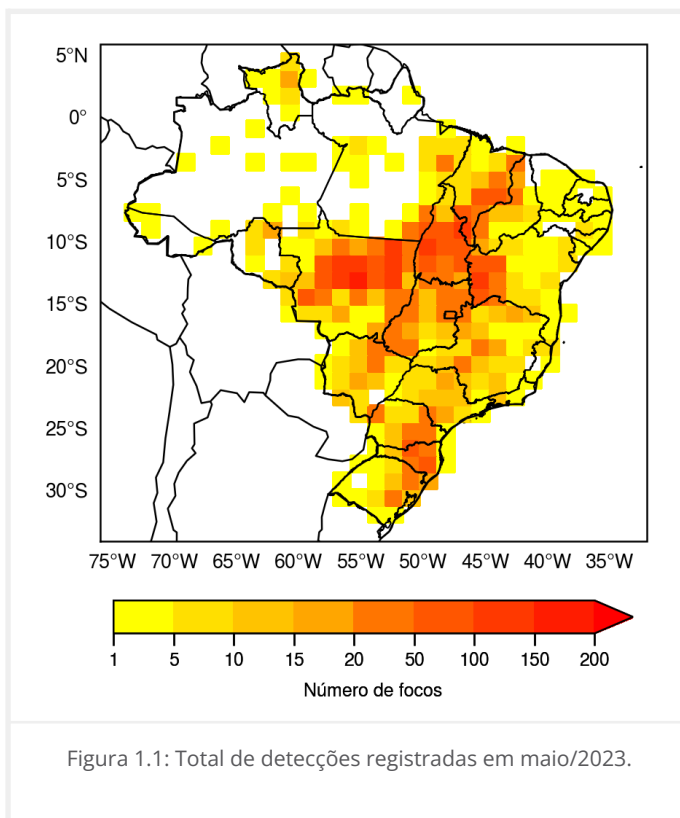 5°N
0°
5°S
10°S
15°S
20°S
25°S
30°S
75°W 70°W 65°W 60°W 55°W 50°W 45°W 40°W 35°W
1 5 10 15 20 50 100 150 200
Número de focos
Figura 1.1: Total de detecções registradas em maio/2023.